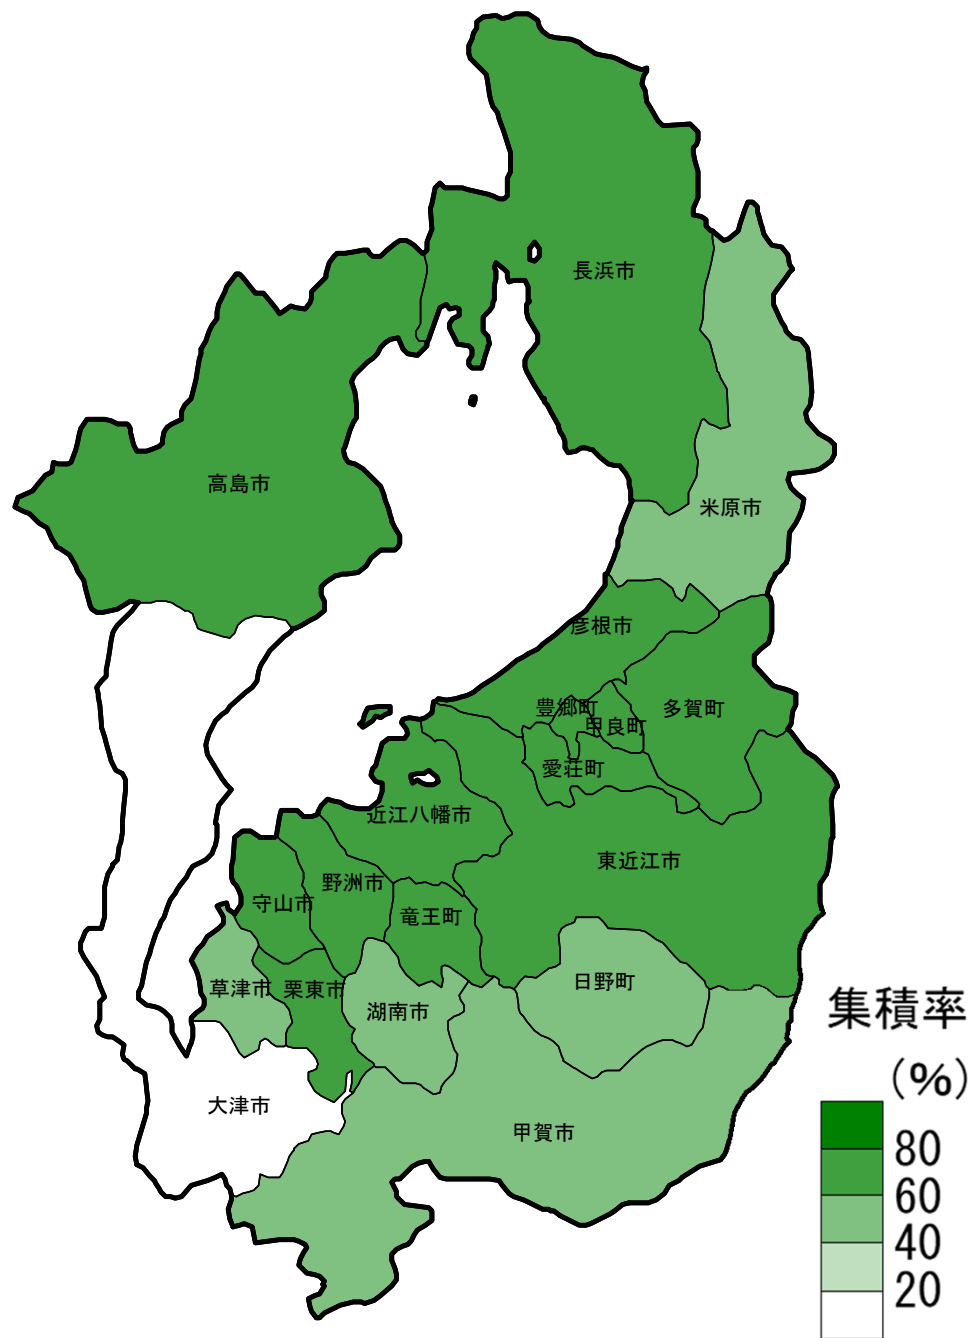 長浜市
高島市
米原市
彦根市
豊郷町
甲良町
多賀町
愛荘町
近江八幡市
東近江市
野洲市
守山市
竜王町
日野町
草津市
栗東市
湖南市
大津市
甲賀市
集積率
(%)
80
60
40
20